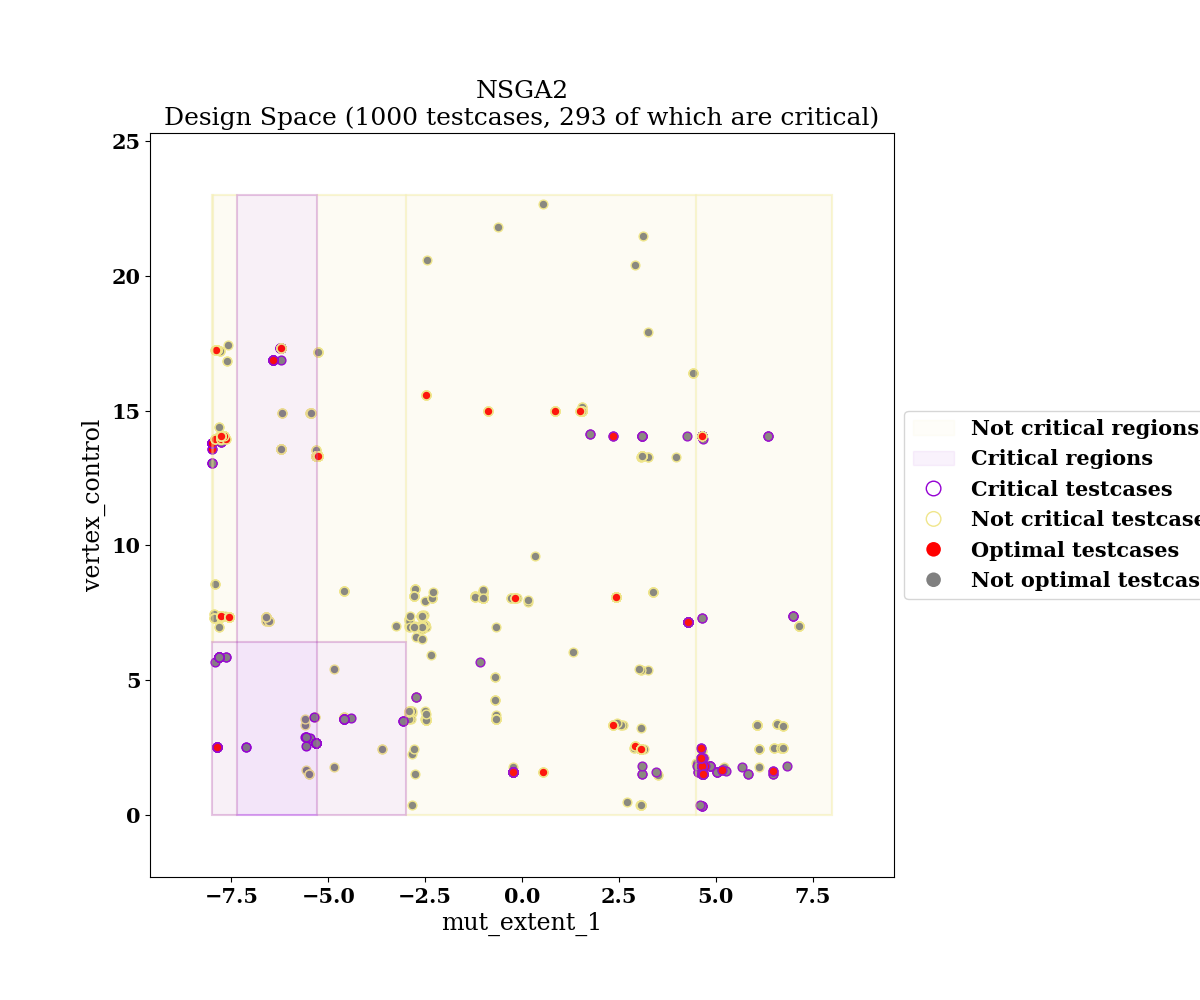 NSGA2
Design Space (1000 testcases, 293 of which are critical)
25
20
15
10
5
0
vertex_control
−7.5
−5.0
−2.5
0.0
2.5
5.0
7.5
mut_extent_1
Not critical regions
Critical regions
Critical testcases
Not critical testcase
Optimal testcases
Not optimal testcas